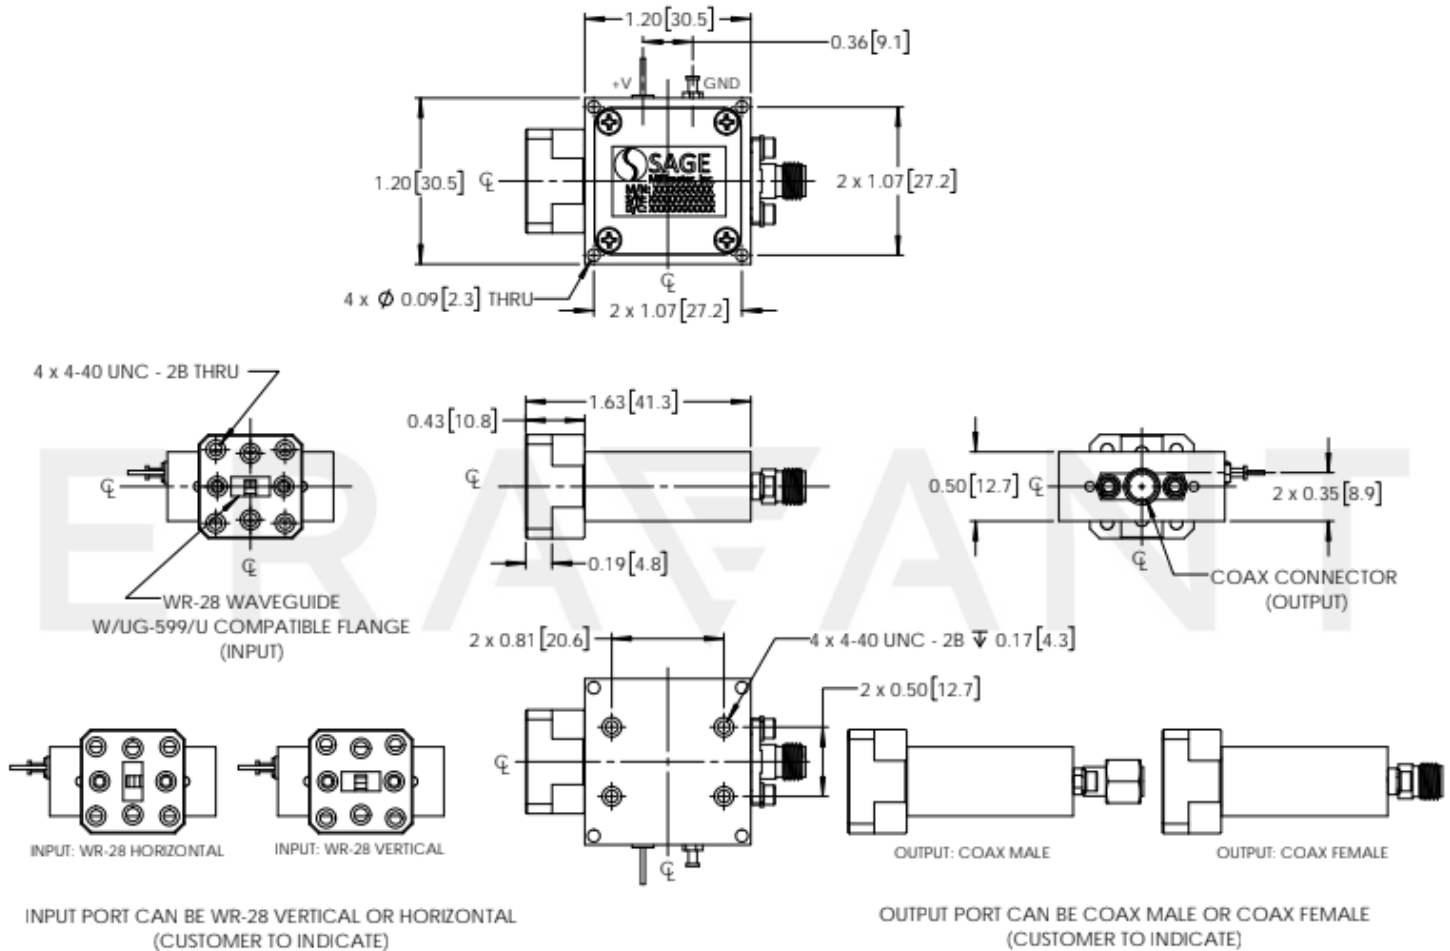 1.20[30.5]
0.36[9.1]
+V
GND
SAGE
Millimeter, Inc.
M/N: XXXXXXXXXX
S/N: XXXXXXXXXX
D/C: XXXXXXXXXX
1.20[30.5]
2 x 1.07[27.2]
4 x Ø 0.09[2.3] THRU
2 x 1.07[27.2]
4 x 4-40 UNC - 2B THRU
1.63[41.3]
0.43[10.8]
0.50[12.7]
2 x 0.35[8.9]
0.19[4.8]
ERAVANT
WR-28 WAVEGUIDE
W/UG-599/U COMPATIBLE FLANGE
(INPUT)
COAX CONNECTOR
(OUTPUT)
2 x 0.81[20.6]
4 x 4-40 UNC - 2B ↧ 0.17[4.3]
2 x 0.50[12.7]
INPUT: WR-28 HORIZONTAL
INPUT: WR-28 VERTICAL
OUTPUT: COAX MALE
OUTPUT: COAX FEMALE
INPUT PORT CAN BE WR-28 VERTICAL OR HORIZONTAL
(CUSTOMER TO INDICATE)
OUTPUT PORT CAN BE COAX MALE OR COAX FEMALE
(CUSTOMER TO INDICATE)